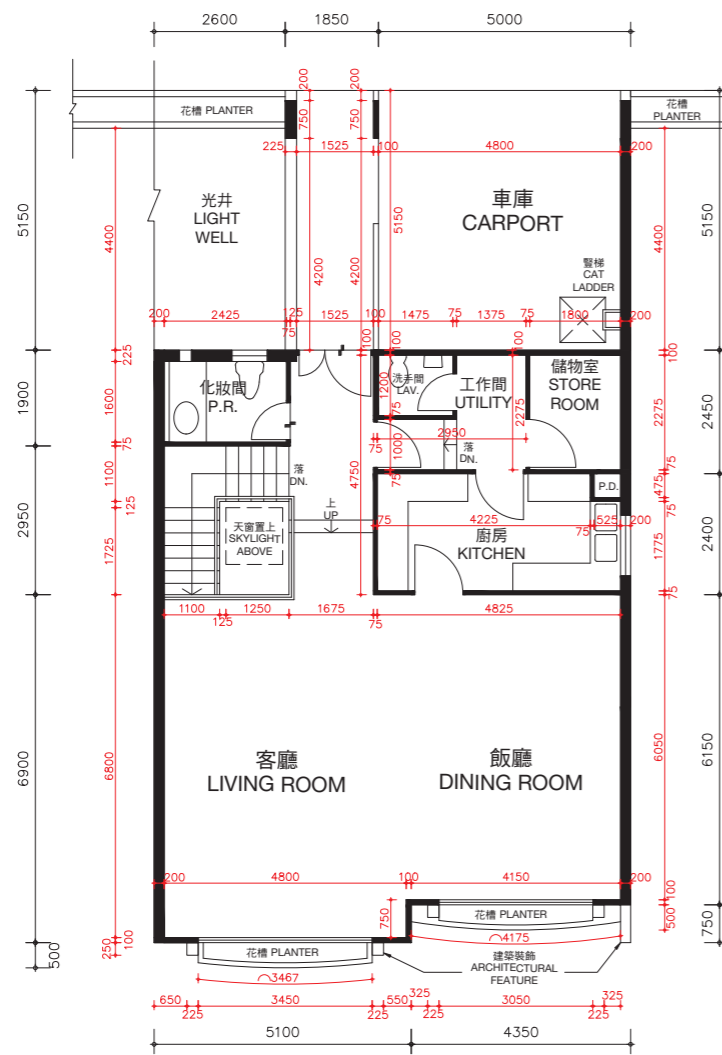 2600 1850 5000
200 200
花槽 PLANTER
花槽
PLANTER
750 750
225 1525 100 4800 200
光井
LIGHT
WELL
車庫
CARPORT
5150 4400 4200 4200 5150 4400 5150
豎梯
CAT
LADDER
200 2425 125 1525 100 1475 75 1375 75 1800 200
75
225 100 100 100
化妝間
P.R.
洗手間
LAV.
工作間
UTILITY
儲物室
STORE
ROOM
1900 1600 1200 2275 2275 2450
75 75
2950
75
落
DN.
落
DN.
1100 4750 1000 75 75 475
P.D.
2950 125
上
UP
天窗置上
SKYLIGHT
ABOVE
75 4225 525 200
75
廚房
KITCHEN
1725 75 1775 2400
75
1100 1250 1675 4825
125 75
客廳
LIVING ROOM
飯廳
DINING ROOM
6900 6800 6050 6150
200 4800 100 4150 200
750 100
花槽 PLANTER
500 750
4175
250 100
500
花槽 PLANTER
建築裝飾
ARCHITECTURAL
FEATURE
3467
650 3450 550 325 3050 325
225 225 225 225
5100 4350